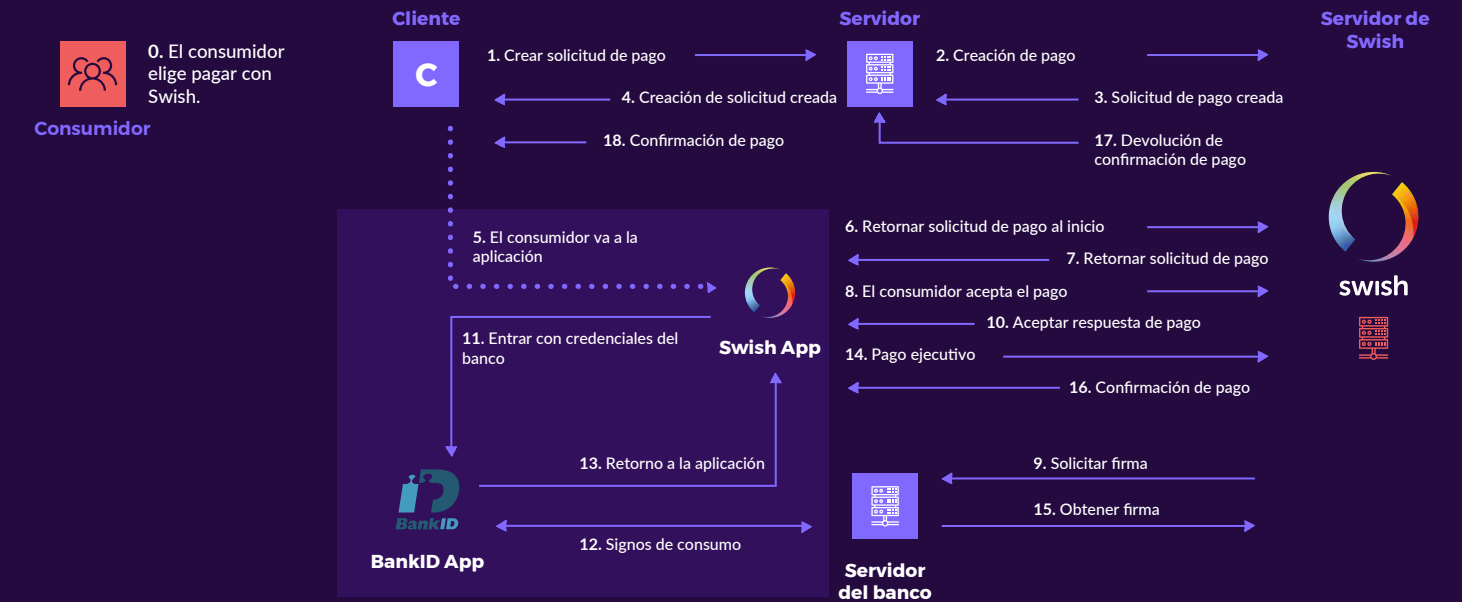 Cliente
Servidor
Servidor de
Swish
0. El consumidor
elige pagar con
Swish.
Consumidor
C
1. Crear solicitud de pago
2. Creación de pago
4. Creación de solicitud creada
3. Solicitud de pago creada
18. Confirmación de pago
17. Devolución de
confirmación de pago
5. El consumidor va a la
aplicación
6. Retornar solicitud de pago al inicio
7. Retornar solicitud de pago
8. El consumidor acepta el pago
swish
10. Aceptar respuesta de pago
11. Entrar con credenciales del
banco
Swish App
14. Pago ejecutivo
16. Confirmación de pago
13. Retorno a la aplicación
9. Solicitar firma
15. Obtener firma
BankID
12. Signos de consumo
BankID App
Servidor
del banco